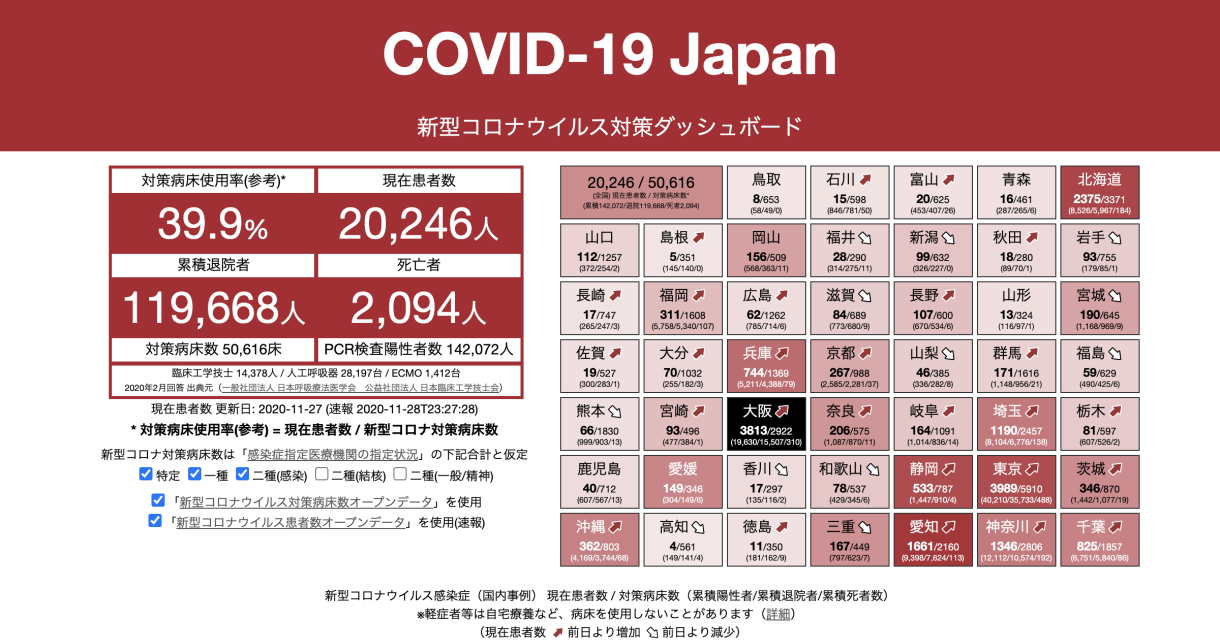 COVID-19 Japan
新型コロナウイルス対策ダッシュボード
対策病床使用率(参考)* 現在患者数
39.9% 20,246人
累積退院者 死亡者
119,668人 2,094人
対策病床数 50,616床 PCR検査陽性者数 142,072人
臨床工学技士 14,378人 / 人工呼吸器 28,197台 / ECMO 1,412台
2020年2月回答 出典元（一般社団法人 日本呼吸療法医学会　公益社団法人 日本臨床工学技士会）
現在患者数 更新日: 2020-11-27 (速報 2020-11-28T23:27:28)
* 対策病床使用率(参考) = 現在患者数 / 新型コロナ対策病床数
新型コロナ対策病床数は「感染症指定医療機関の指定状況」の下記合計と仮定
特定 一種 二種(感染) 二種(結核) 二種(一般/精神)
「新型コロナウイルス対策病床数オープンデータ」を使用
「新型コロナウイルス患者数オープンデータ」を使用(速報)
20,246 / 50,616
(全国) 現在患者数 / 対策病床数*
(累積142,072/退院119,668/死者2,094)
鳥取 石川 富山 青森 北海道
8/653 15/598 20/625 16/461 2375/3371
(58/49/0) (846/781/50) (453/407/26) (287/265/6) (8,526/5,967/184)
山口 島根 岡山 福井 新潟 秋田 岩手
112/1257 5/351 156/509 28/290 99/632 18/280 93/755
(372/254/2) (145/140/0) (568/363/11) (314/275/11) (326/227/0) (89/70/1) (179/85/1)
長崎 福岡 広島 滋賀 長野 山形 宮城
17/747 311/1608 62/1262 84/689 107/600 13/324 190/645
(265/247/3) (5,758/5,340/107) (785/714/6) (773/680/9) (670/534/6) (116/97/1) (1,168/969/9)
佐賀 大分 兵庫 京都 山梨 群馬 福島
19/527 70/1032 744/1369 267/988 46/385 171/1616 59/629
(300/283/1) (255/182/3) (5,211/4,388/79) (2,585/2,281/37) (336/282/8) (1,148/956/21) (490/425/6)
熊本 宮崎 大阪 奈良 岐阜 埼玉 栃木
66/1830 93/496 3813/2922 206/575 164/1091 1190/2457 81/597
(999/903/13) (477/384/1) (19,630/15,507/310) (1,087/870/11) (1,014/836/14) (8,104/6,776/138) (607/526/2)
鹿児島 愛媛 香川 和歌山 静岡 東京 茨城
40/712 149/346 17/297 78/537 533/787 3989/5910 346/870
(607/567/13) (304/149/6) (135/116/2) (429/345/6) (1,447/910/4) (40,210/35,733/488) (1,442/1,077/19)
沖縄 高知 徳島 三重 愛知 神奈川 千葉
362/803 4/561 11/350 167/449 1661/2160 1346/2806 825/1857
(4,169/3,744/68) (149/141/4) (181/162/9) (797/623/7) (9,398/7,624/113) (12,112/10,574/192) (6,751/5,840/86)
新型コロナウイルス感染症（国内事例） 現在患者数 / 対策病床数（累積陽性者/累積退院者/累積死者数）
※軽症者等は自宅療養など、病床を使用しないことがあります（詳細）
（現在患者数 前日より増加 前日より減少）